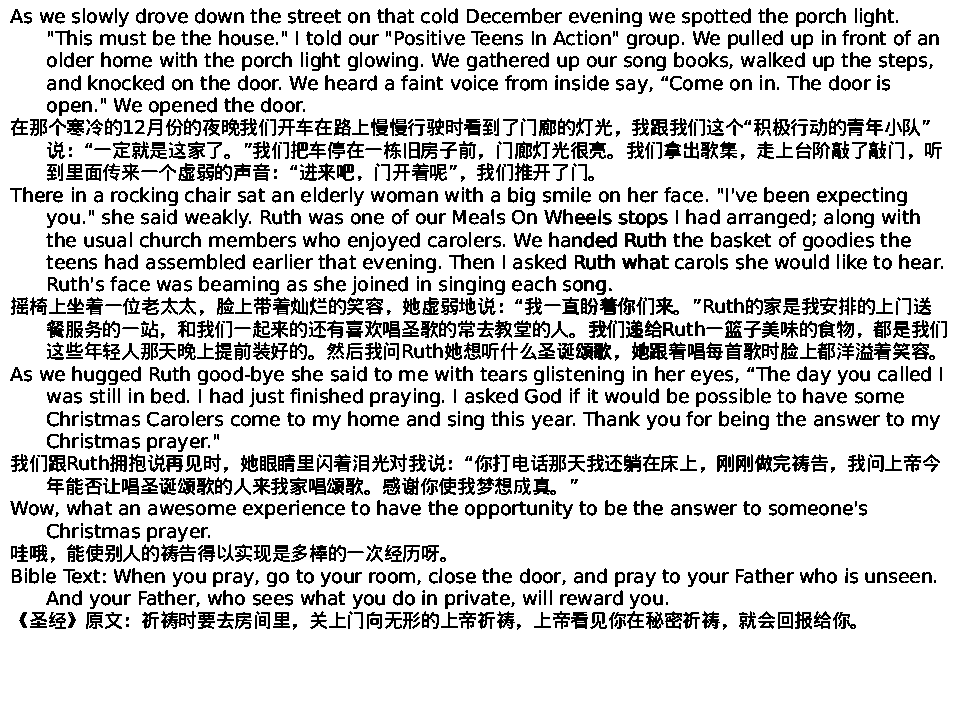 As we slowly drove down the street on that cold December evening we spotted the porch light.
"This must be the house." I told our "Positive Teens In Action" group. We pulled up in front of an
older home with the porch light glowing. We gathered up our song books, walked up the steps,
and knocked on the door. We heard a faint voice from inside say, “Come on in. The door is
open." We opened the door.
在那个寒冷的12月份的夜晚我们开车在路上慢慢行驶时看到了门廊的灯光，我跟我们这个“积极行动的青年小队”
说：“一定就是这家了。”我们把车停在一栋旧房子前，门廊灯光很亮。我们拿出歌集，走上台阶敲了敲门，听
到里面传来一个虚弱的声音：“进来吧，门开着呢”，我们推开了门。
There in a rocking chair sat an elderly woman with a big smile on her face. "I've been expecting
you." she said weakly. Ruth was one of our Meals On Wheels stops I had arranged; along with
the usual church members who enjoyed carolers. We handed Ruth the basket of goodies the
teens had assembled earlier that evening. Then I asked Ruth what carols she would like to hear.
Ruth's face was beaming as she joined in singing each song.
摇椅上坐着一位老太太，脸上带着灿烂的笑容，她虚弱地说：“我一直盼着你们来。”Ruth的家是我安排的上门送
餐服务的一站，和我们一起来的还有喜欢唱圣歌的常去教堂的人。我们递给Ruth一篮子美味的食物，都是我们
这些年轻人那天晚上提前装好的。然后我问Ruth她想听什么圣诞颂歌，她跟着唱每首歌时脸上都洋溢着笑容。
As we hugged Ruth good-bye she said to me with tears glistening in her eyes, “The day you called I
was still in bed. I had just finished praying. I asked God if it would be possible to have some
Christmas Carolers come to my home and sing this year. Thank you for being the answer to my
Christmas prayer."
我们跟Ruth拥抱说再见时，她眼睛里闪着泪光对我说：“你打电话那天我还躺在床上，刚刚做完祷告，我问上帝今
年能否让唱圣诞颂歌的人来我家唱颂歌。感谢你使我梦想成真。”
Wow, what an awesome experience to have the opportunity to be the answer to someone's
Christmas prayer.
哇哦，能使别人的祷告得以实现是多棒的一次经历呀。
Bible Text: When you pray, go to your room, close the door, and pray to your Father who is unseen.
And your Father, who sees what you do in private, will reward you.
《圣经》原文：祈祷时要去房间里，关上门向无形的上帝祈祷，上帝看见你在秘密祈祷，就会回报给你。